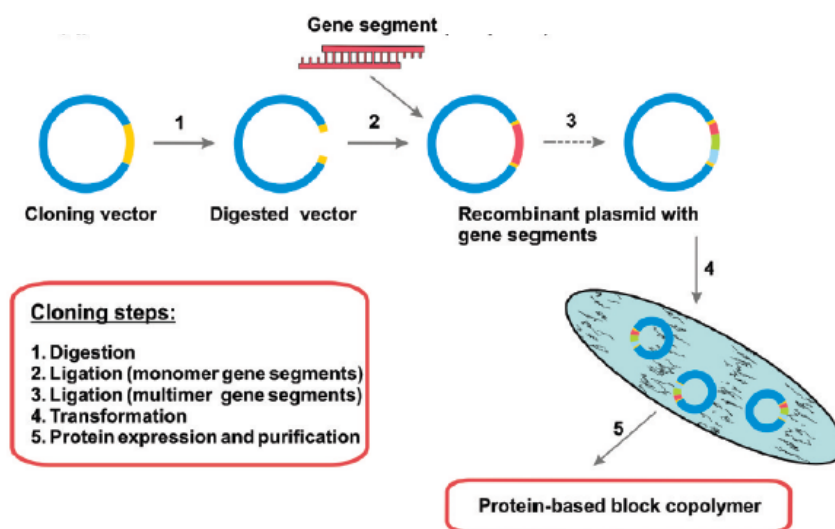 Gene segment
1
2
3
Cloning vector
Digested vector
Recombinant plasmid with
gene segments
4
Cloning steps:
1. Digestion
2. Ligation (monomer gene segments)
3. Ligation (multimer gene segments)
4. Transformation
5. Protein expression and purification
5
Protein-based block copolymer